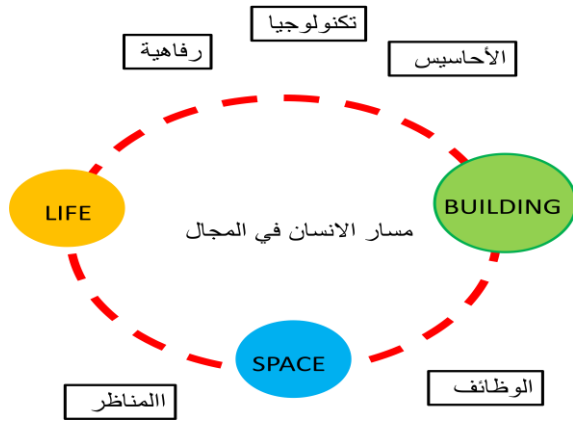 تكنولوجيا
رفاهية
الأحاسيس
LIFE
BUILDING
مسار الانسان في المجال
SPACE
الوظائف
االمناظر